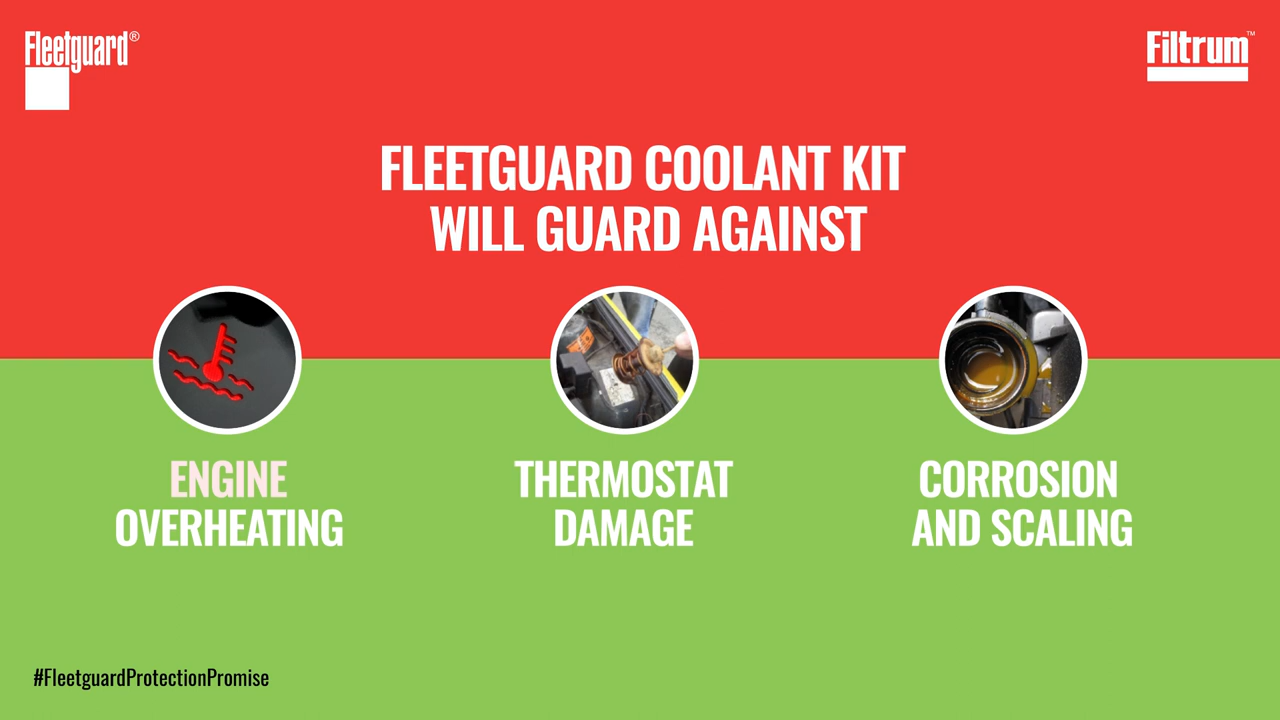 Fleetguard®
Filtrum™
FLEETGUARD COOLANT KIT
WILL GUARD AGAINST
ENGINE
OVERHEATING
THERMOSTAT
DAMAGE
CORROSION
AND SCALING
#FleetguardProtectionPromise